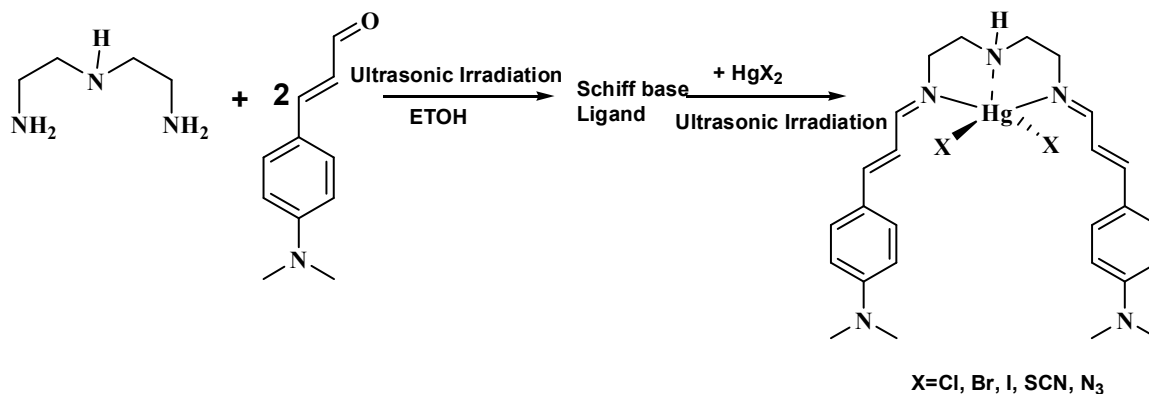 H
N
NH₂
NH₂
+
2
O
N
Ultrasonic Irradiation
ETOH
Schiff base
Ligand
+ HgX₂
Ultrasonic Irradiation
H
N
N
N
Hg
X
X
N
N
X=Cl, Br, I, SCN, N₃